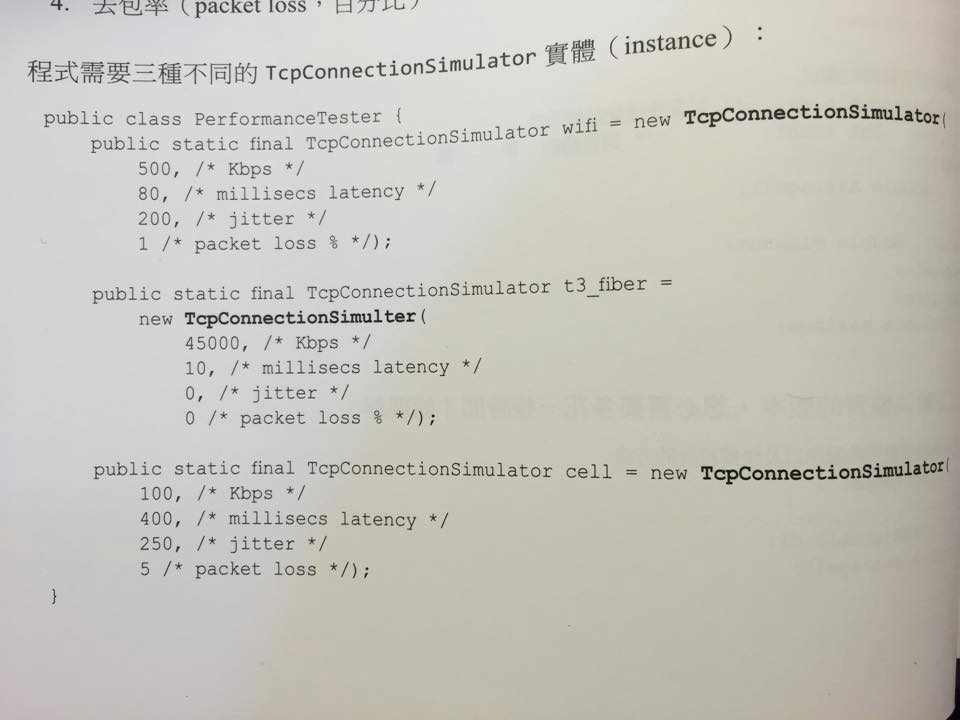 4. 丟包率（packet loss，百分比）
程式需要三種不同的 TcpConnectionSimulator 實體（instance）：
public class PerformanceTester {
public static final TcpConnectionSimulator wifi = new TcpConnectionSimulator(
500, /* Kbps */
80, /* millisecs latency */
200, /* jitter */
1 /* packet loss % */);
public static final TcpConnectionSimulator t3_fiber =
new TcpConnectionSimulter(
45000, /* Kbps */
10, /* millisecs latency */
0, /* jitter */
0 /* packet loss % */);
public static final TcpConnectionSimulator cell = new TcpConnectionSimulator(
100, /* Kbps */
400, /* millisecs latency */
250, /* jitter */
5 /* packet loss */);
}